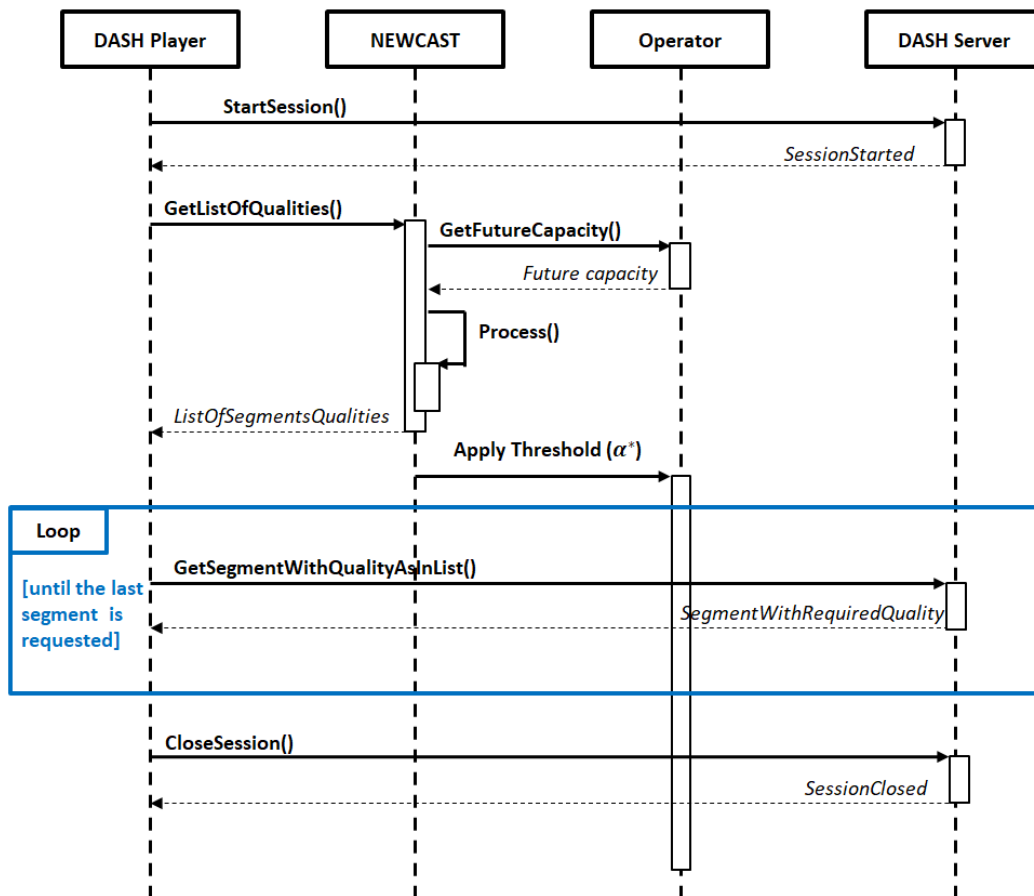 DASH Player
NEWCAST
Operator
DASH Server
StartSession()
SessionStarted
GetListOfQualities()
GetFutureCapacity()
Future capacity
Process()
ListOfSegmentsQualities
Apply Threshold (α*)
Loop
GetSegmentWithQualityAsInList()
[until the last
segment is
requested]
SegmentWithRequiredQuality
CloseSession()
SessionClosed